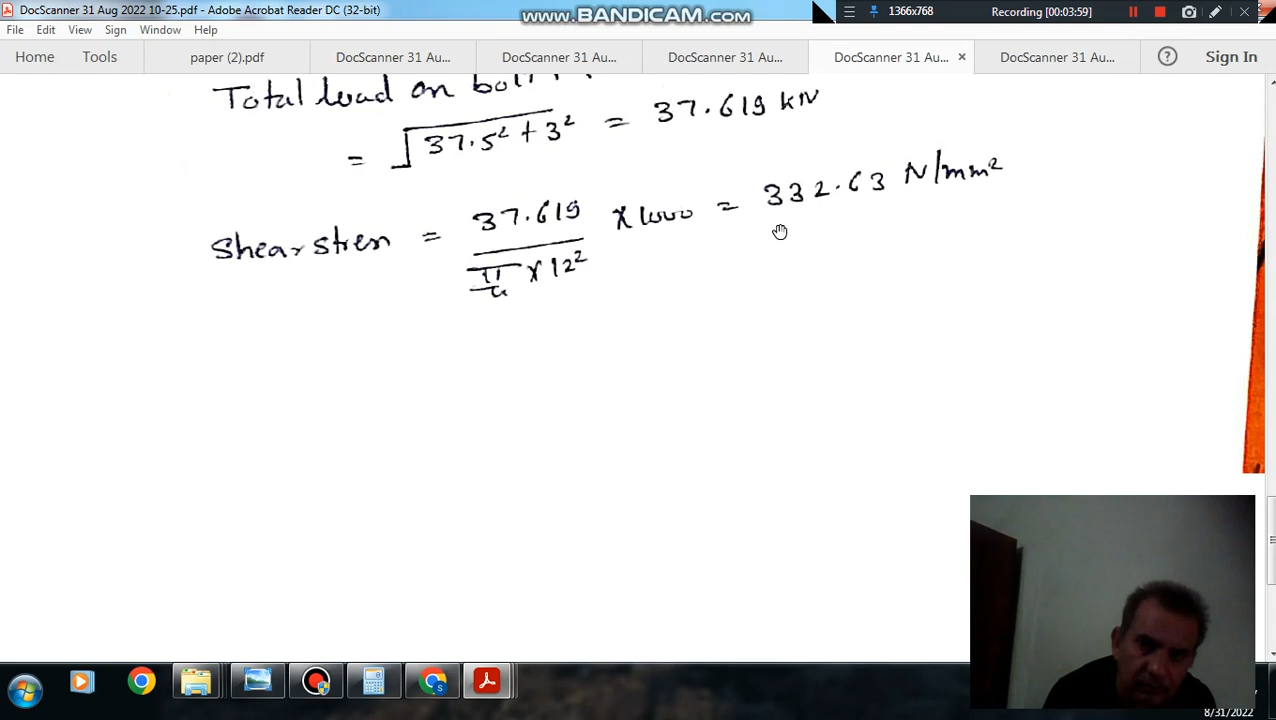 DocScanner 31 Aug 2022 10-25.pdf - Adobe Acrobat Reader DC (32-bit)
www.BANDICAM.com
1366x768
Recording [00:03:59]
File Edit View Sign Window Help
Home Tools paper (2).pdf DocScanner 31 Au... DocScanner 31 Au... DocScanner 31 Au... DocScanner 31 Au... × DocScanner 31 Au... ? Sign In
Total load on bolt
= √37.5² + 3² = 37.619 kN
Shear stren = 37.619 / (π/4 × 12²) × 1000 = 332.63 N/mm²
8/31/2022